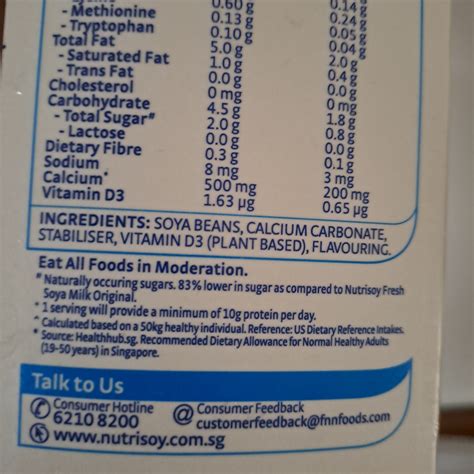 0.14 g
0.60 g 0.24 g
- Methionine 0.13 g 0.05 g
- Tryptophan 0.10 g 0.04 g
Total Fat 5.0 g 2.0 g
- Saturated Fat 1.0 g 0.4 g
- Trans Fat 0.0 g 0.0 g
Cholesterol 0 mg 0 mg
Carbohydrate 4.5 g 1.8 g
- Total Sugar# 2.0 g 0.8 g
- Lactose 0.0 g 0.0 g
Dietary Fibre 0.3 g 0.1 g
Sodium 8 mg 3 mg
Calcium* 500 mg 200 mg
Vitamin D3 1.63 µg 0.65 µg
INGREDIENTS: SOYA BEANS, CALCIUM CARBONATE,
STABILISER, VITAMIN D3 (PLANT BASED), FLAVOURING.
Eat All Foods in Moderation.
# Naturally occuring sugars. 83% lower in sugar as compared to Nutrisoy Fresh
Soya Milk Original.
1 serving will provide a minimum of 10g protein per day.
^ Calculated based on a 50kg healthy individual. Reference: US Dietary Reference Intakes.
* Source: Healthhub.sg. Recommended Dietary Allowance for Normal Healthy Adults
(19-50 years) in Singapore.
Talk to Us
Consumer Hotline
6210 8200
@ Consumer Feedback
customerfeedback@fnnfoods.com
www.nutrisoy.com.sg